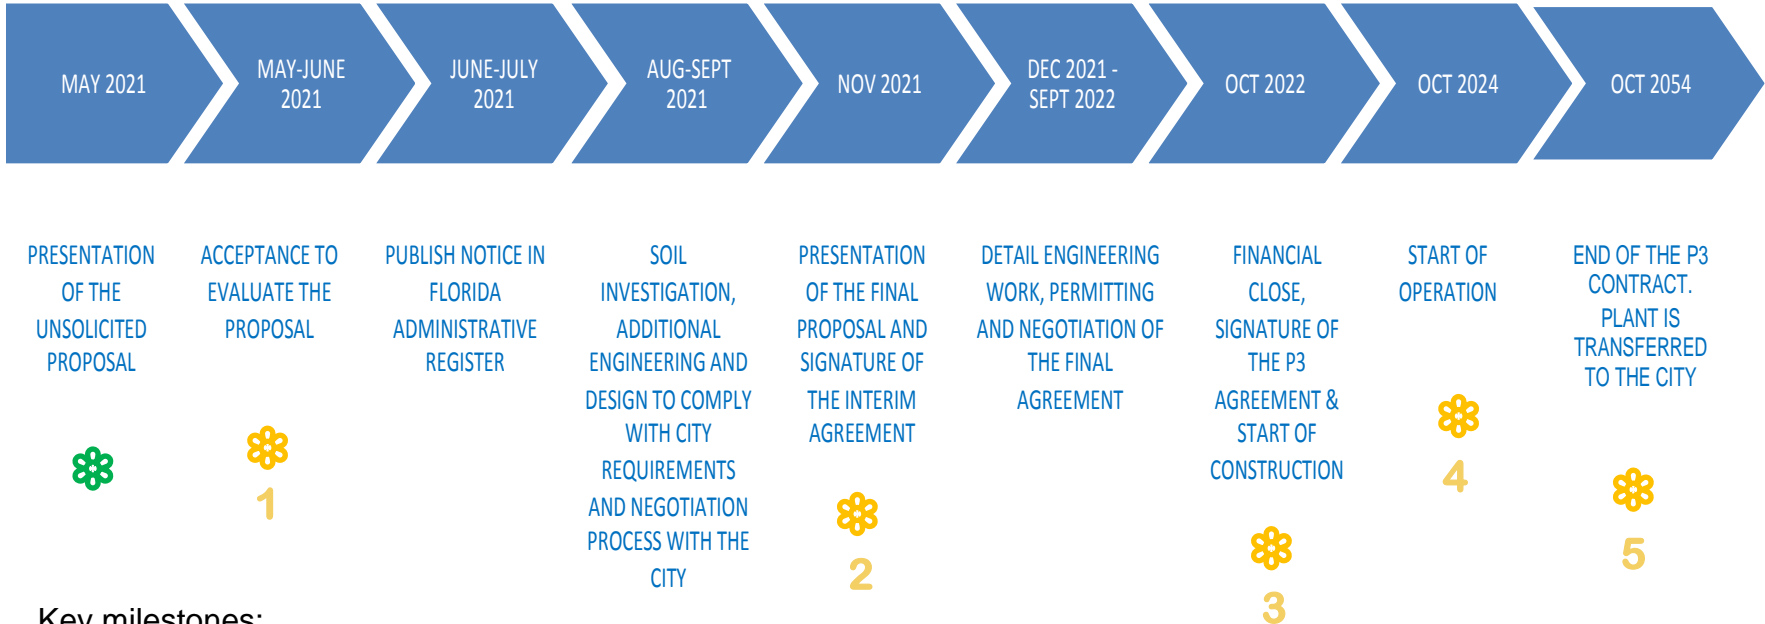 MAY 2021
MAY-JUNE
2021
JUNE-JULY
2021
AUG-SEPT
2021
NOV 2021
DEC 2021 -
SEPT 2022
OCT 2022
OCT 2024
OCT 2054
PRESENTATION
OF THE
UNSOLICITED
PROPOSAL
ACCEPTANCE TO
EVALUATE THE
PROPOSAL
1
PUBLISH NOTICE IN
FLORIDA
ADMINISTRATIVE
REGISTER
SOIL
INVESTIGATION,
ADDITIONAL
ENGINEERING AND
DESIGN TO COMPLY
WITH CITY
REQUIREMENTS
AND NEGOTIATION
PROCESS WITH THE
CITY
PRESENTATION
OF THE FINAL
PROPOSAL AND
SIGNATURE OF
THE INTERIM
AGREEMENT
2
DETAIL ENGINEERING
WORK, PERMITTING
AND NEGOTIATION OF
THE FINAL
AGREEMENT
FINANCIAL
CLOSE,
SIGNATURE OF
THE P3
AGREEMENT &
START OF
CONSTRUCTION
3
START OF
OPERATION
4
END OF THE P3
CONTRACT.
PLANT IS
TRANSFERRED
TO THE CITY
5
Key milestones: